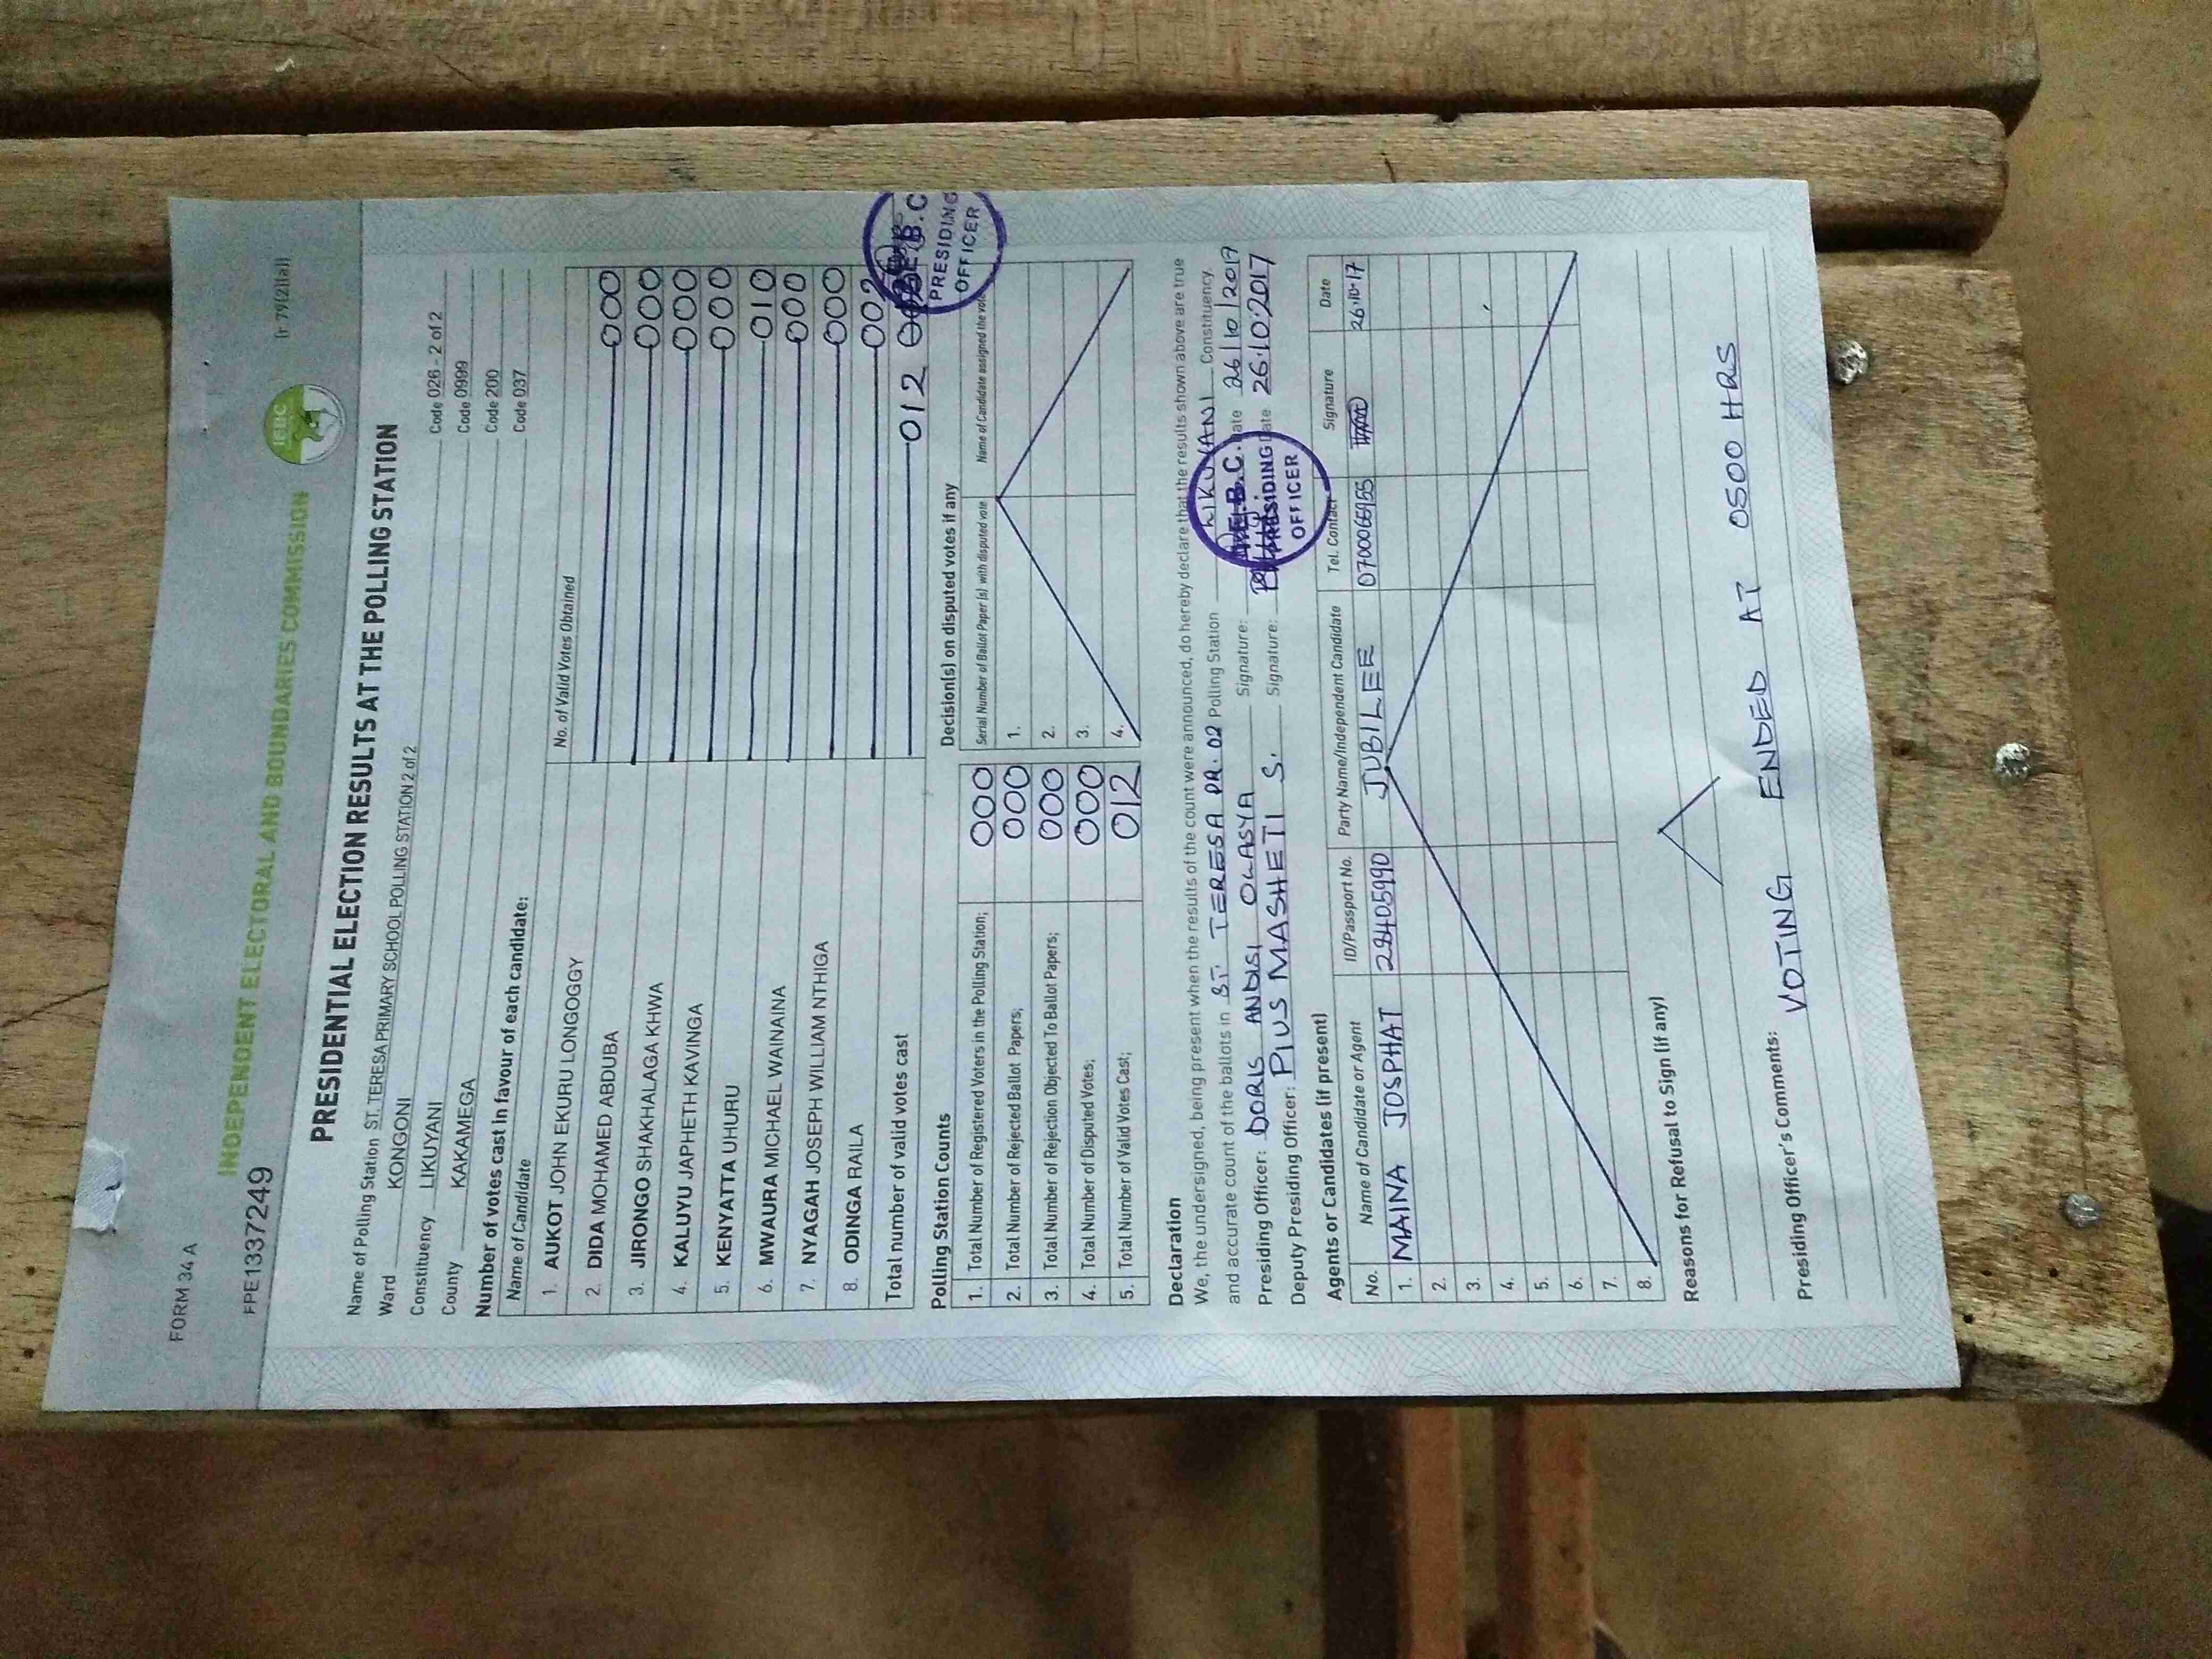 FORM 34 A
(r 79(2)(a))
FPE1337249
IEBC
INDEPENDENT ELECTORAL AND BOUNDARIES COMMISSION
PRESIDENTIAL ELECTION RESULTS AT THE POLLING STATION
Name of Polling Station ST. TERESA PRIMARY SCHOOL POLLING STATION 2 of 2 Code 026 - 2 of 2
Ward KONGONI Code 0999
Constituency LIKUYANI Code 200
County KAKAMEGA Code 037
Number of votes cast in favour of each candidate:
Name of Candidate No. of Valid Votes Obtained
1. AUKOT JOHN EKURU LONGOGGY 000
2. DIDA MOHAMED ABDUBA 000
3. JIRONGO SHAKHALAGA KHWA 000
4. KALUYU JAPHETH KAVINGA 000
5. KENYATTA UHURU 010
6. MWAURA MICHAEL WAINAINA 000
7. NYAGAH JOSEPH WILLIAM NTHIGA 000
8. ODINGA RAILA 002
Total number of valid votes cast 012
I.E.B.C
PRESIDING
OFFICER
Polling Station Counts
1. Total Number of Registered Voters in the Polling Station; 000
2. Total Number of Rejected Ballot Papers; 000
3. Total Number of Rejection Objected To Ballot Papers; 000
4. Total Number of Disputed Votes; 000
5. Total Number of Valid Votes Cast; 012
Decision(s) on disputed votes if any
Serial Number of Ballot Paper (s) with disputed vote Name of Candidate assigned the vote
1.
2.
3.
4.
Declaration
We, the undersigned, being present when the results of the count were announced, do hereby declare that the results shown above are true
and accurate count of the ballots in ST TERESA PR. 02 Polling Station LIKUYANI Constituency.
Presiding Officer: DORIS ANDISI OLASYA Signature: Date 26/10/2017
Deputy Presiding Officer: PIUS MASHETI S. Signature: Date 26.10.2017
I.E.B.C.
PRESIDING
OFFICER
Agents or Candidates (if present)
No. Name of Candidate or Agent ID/Passport No. Party Name/Independent Candidate Tel. Contact Signature Date
1. MAINA JOSPHAT 28405990 JUBILEE 0700065955 26.10.17
2.
3.
4.
5.
6.
7.
8.
Reasons for Refusal to Sign (if any)
Presiding Officer's Comments:
VOTING ENDED AT 0500 HRS